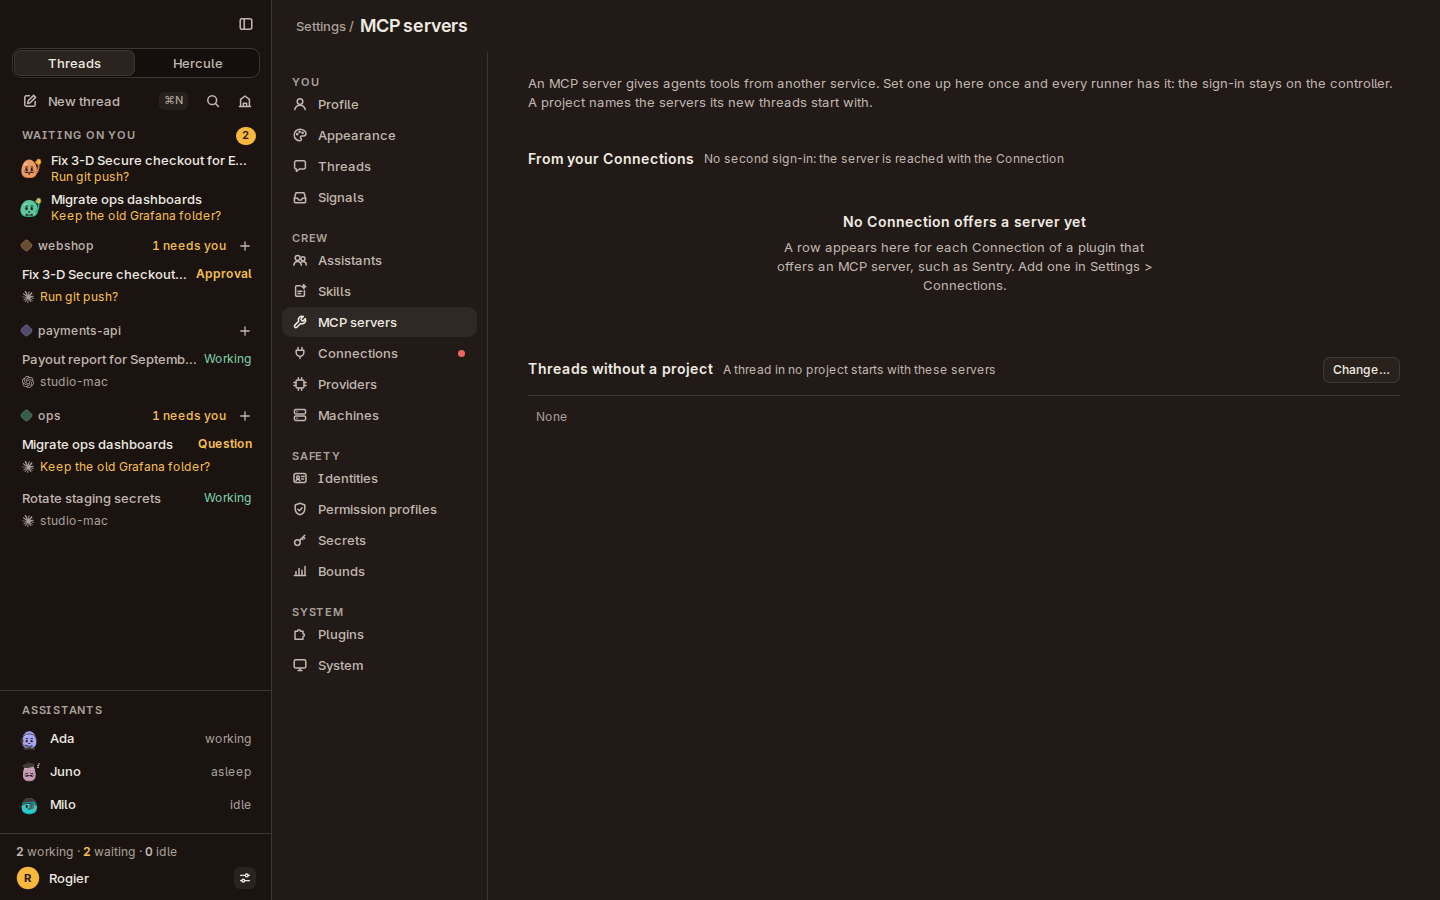 Settings / MCP servers
Threads
Hercule
New thread
⌘N
WAITING ON YOU
2
Fix 3-D Secure checkout for E...
Run git push?
Migrate ops dashboards
Keep the old Grafana folder?
webshop
1 needs you
Fix 3-D Secure checkout...
Approval
Run git push?
payments-api
Payout report for Septemb...
Working
studio-mac
ops
1 needs you
Migrate ops dashboards
Question
Keep the old Grafana folder?
Rotate staging secrets
Working
studio-mac
ASSISTANTS
Ada
working
Juno
asleep
Milo
idle
2 working · 2 waiting · 0 idle
R
Rogier
YOU
Profile
Appearance
Threads
Signals
CREW
Assistants
Skills
MCP servers
Connections
Providers
Machines
SAFETY
Identities
Permission profiles
Secrets
Bounds
SYSTEM
Plugins
System
An MCP server gives agents tools from another service. Set one up here once and every runner has it: the sign-in stays on the controller.
A project names the servers its new threads start with.
From your Connections
No second sign-in: the server is reached with the Connection
No Connection offers a server yet
A row appears here for each Connection of a plugin that
offers an MCP server, such as Sentry. Add one in Settings >
Connections.
Threads without a project
A thread in no project starts with these servers
Change...
None